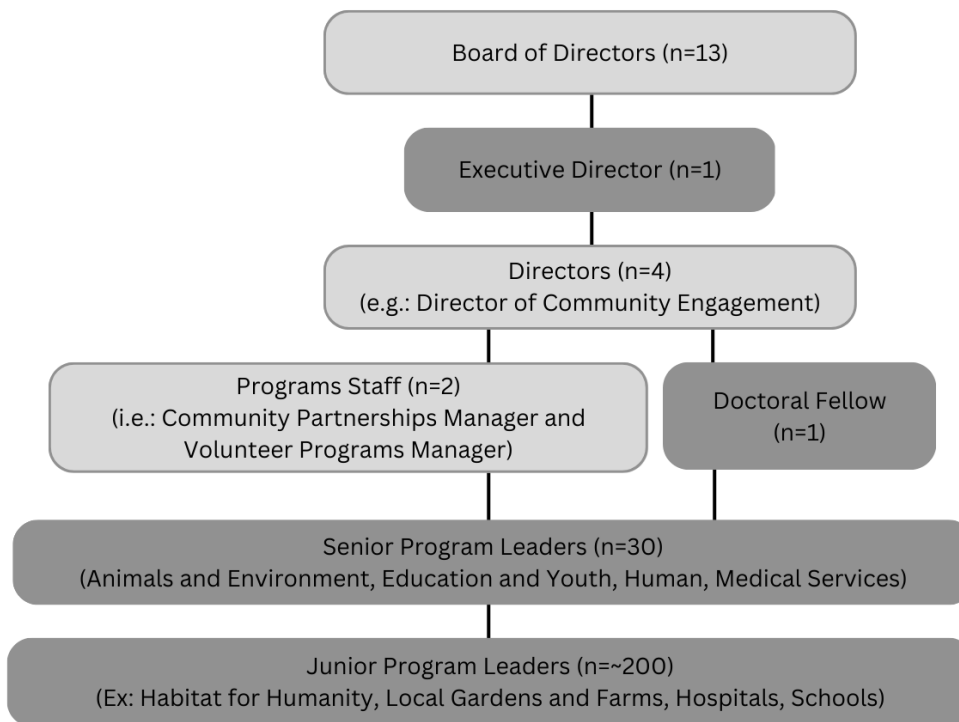 Board of Directors (n=13)
Executive Director (n=1)
Directors (n=4)
(e.g.: Director of Community Engagement)
Programs Staff (n=2)
(i.e.: Community Partnerships Manager and
Volunteer Programs Manager)
Doctoral Fellow
(n=1)
Senior Program Leaders (n=30)
(Animals and Environment, Education and Youth, Human, Medical Services)
Junior Program Leaders (n=~200)
(Ex: Habitat for Humanity, Local Gardens and Farms, Hospitals, Schools)